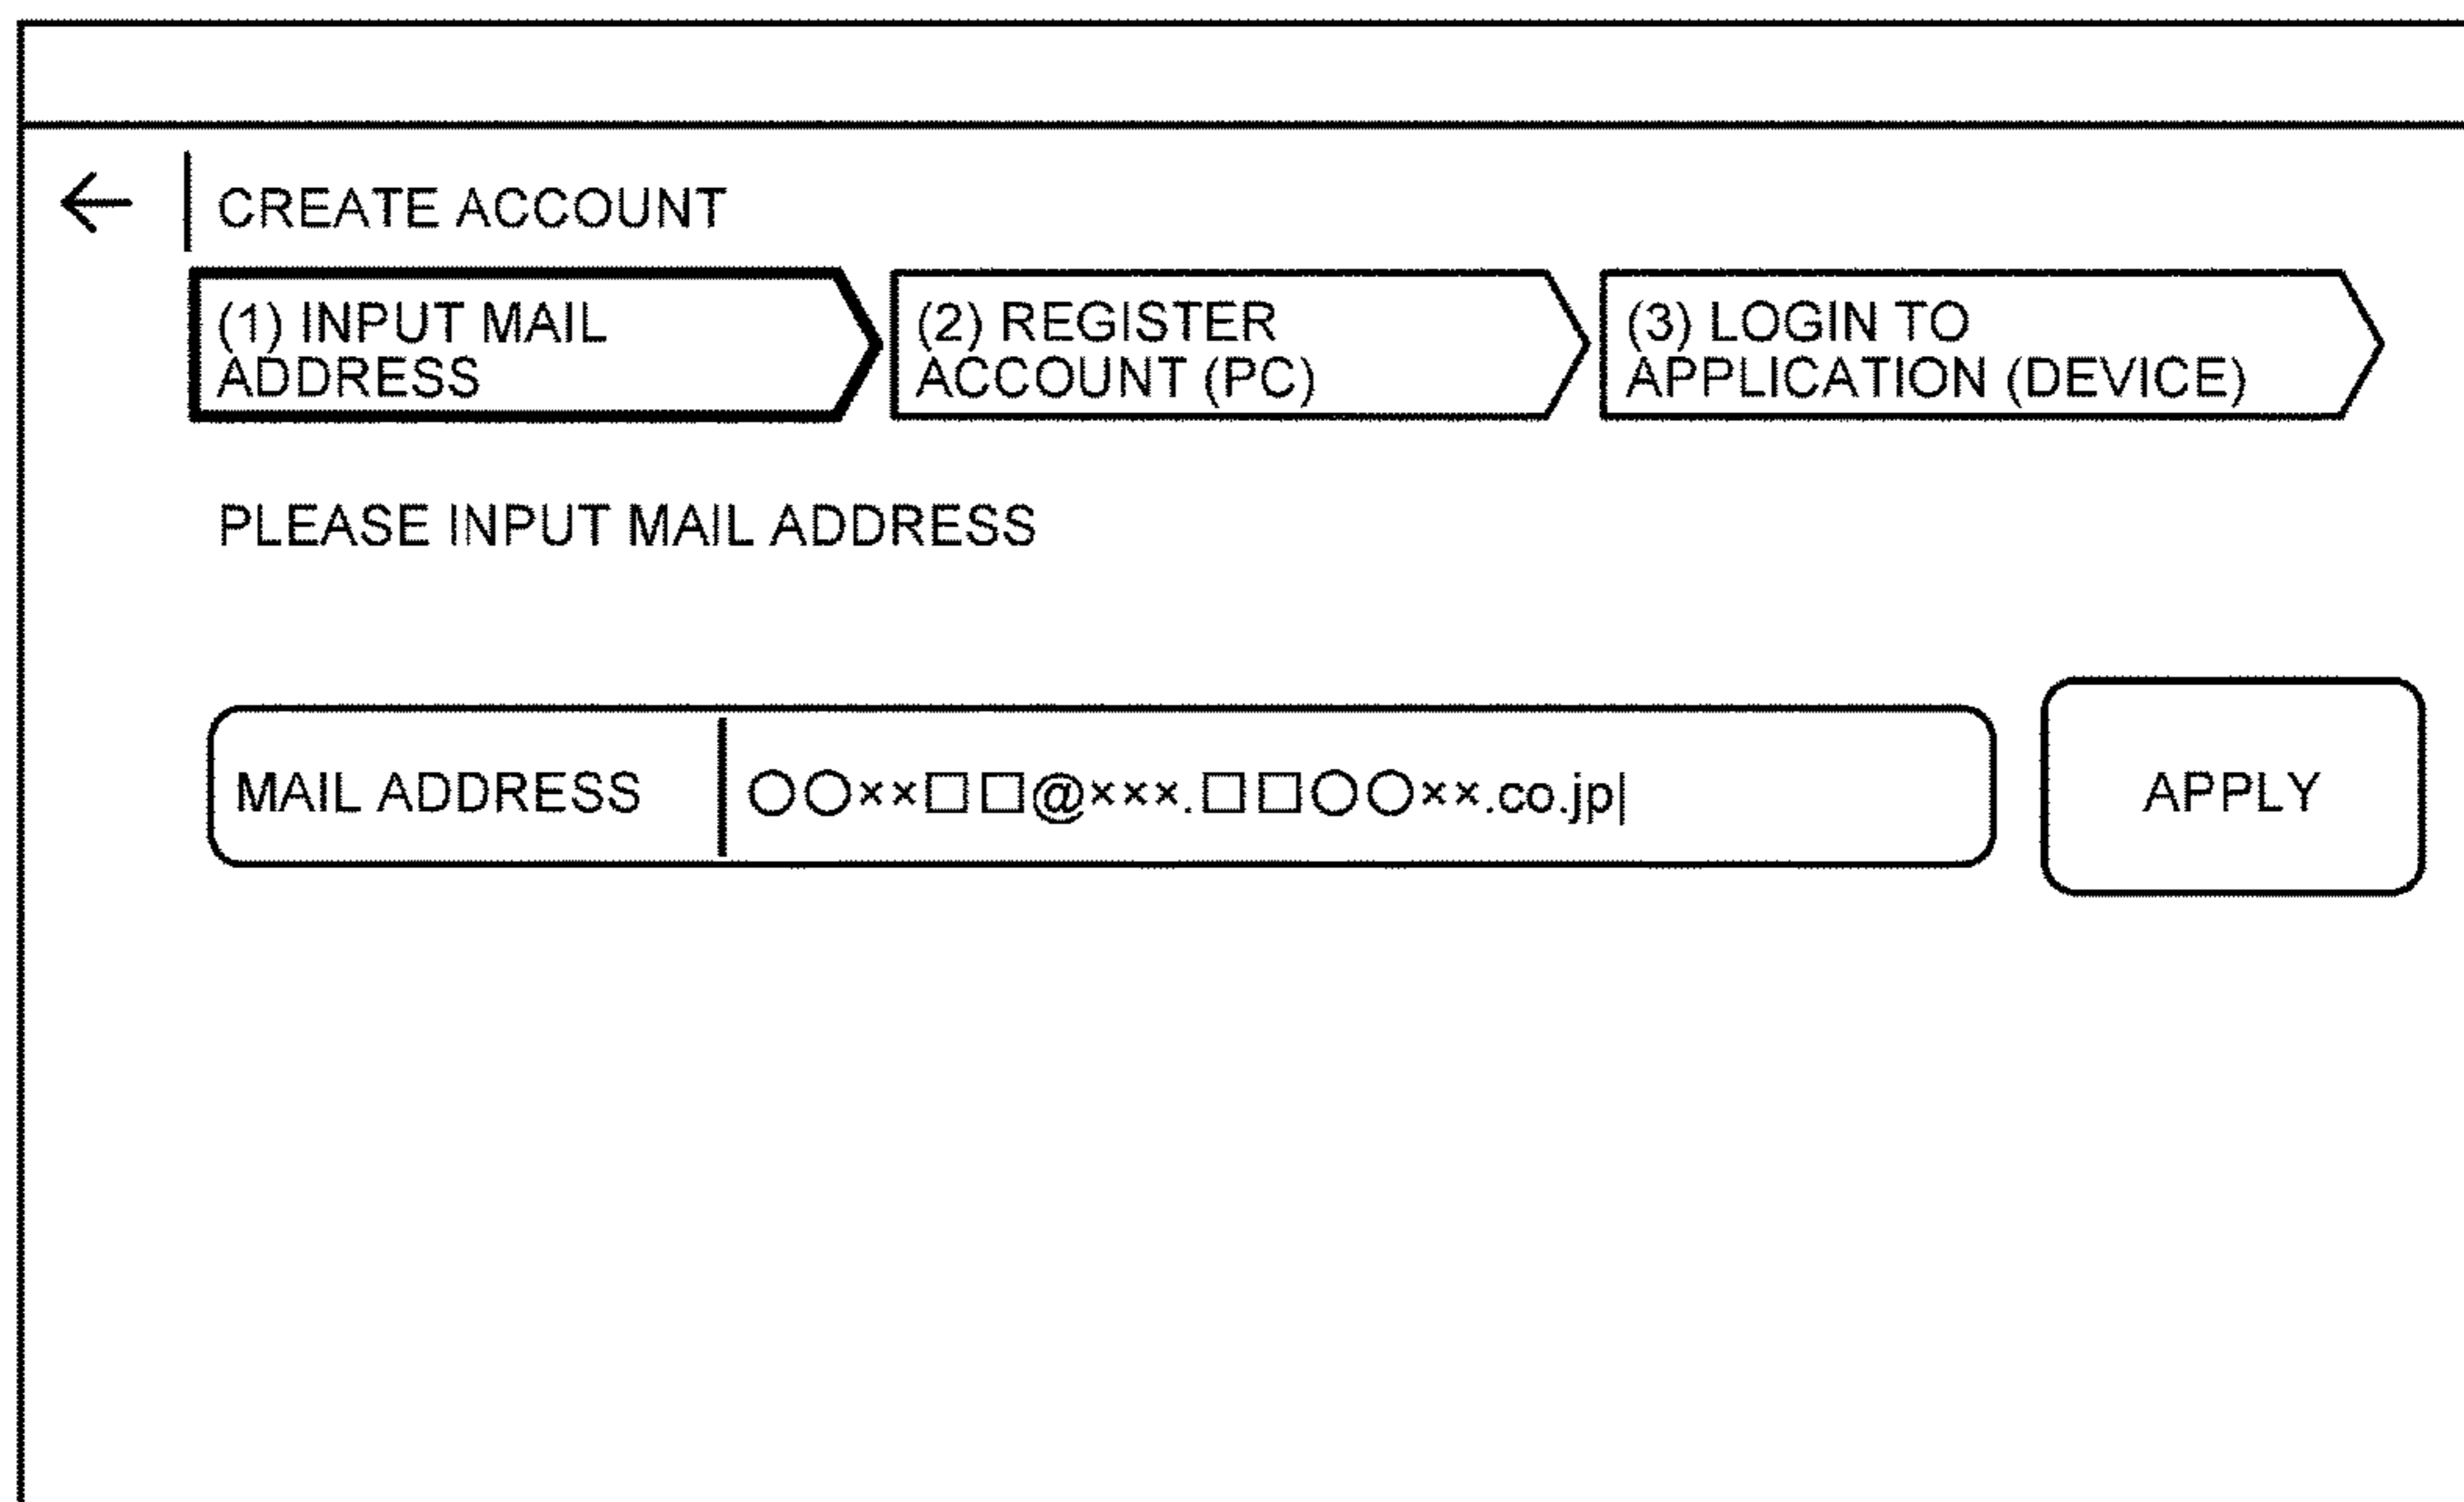 CREATE ACCOUNT
(1) INPUT MAIL
ADDRESS
(2) REGISTER
ACCOUNT (PC)
(3) LOGIN TO
APPLICATION (DEVICE)
PLEASE INPUT MAIL ADDRESS
MAIL ADDRESS
○○××□□@×××.□□○○××.co.jp|
APPLY